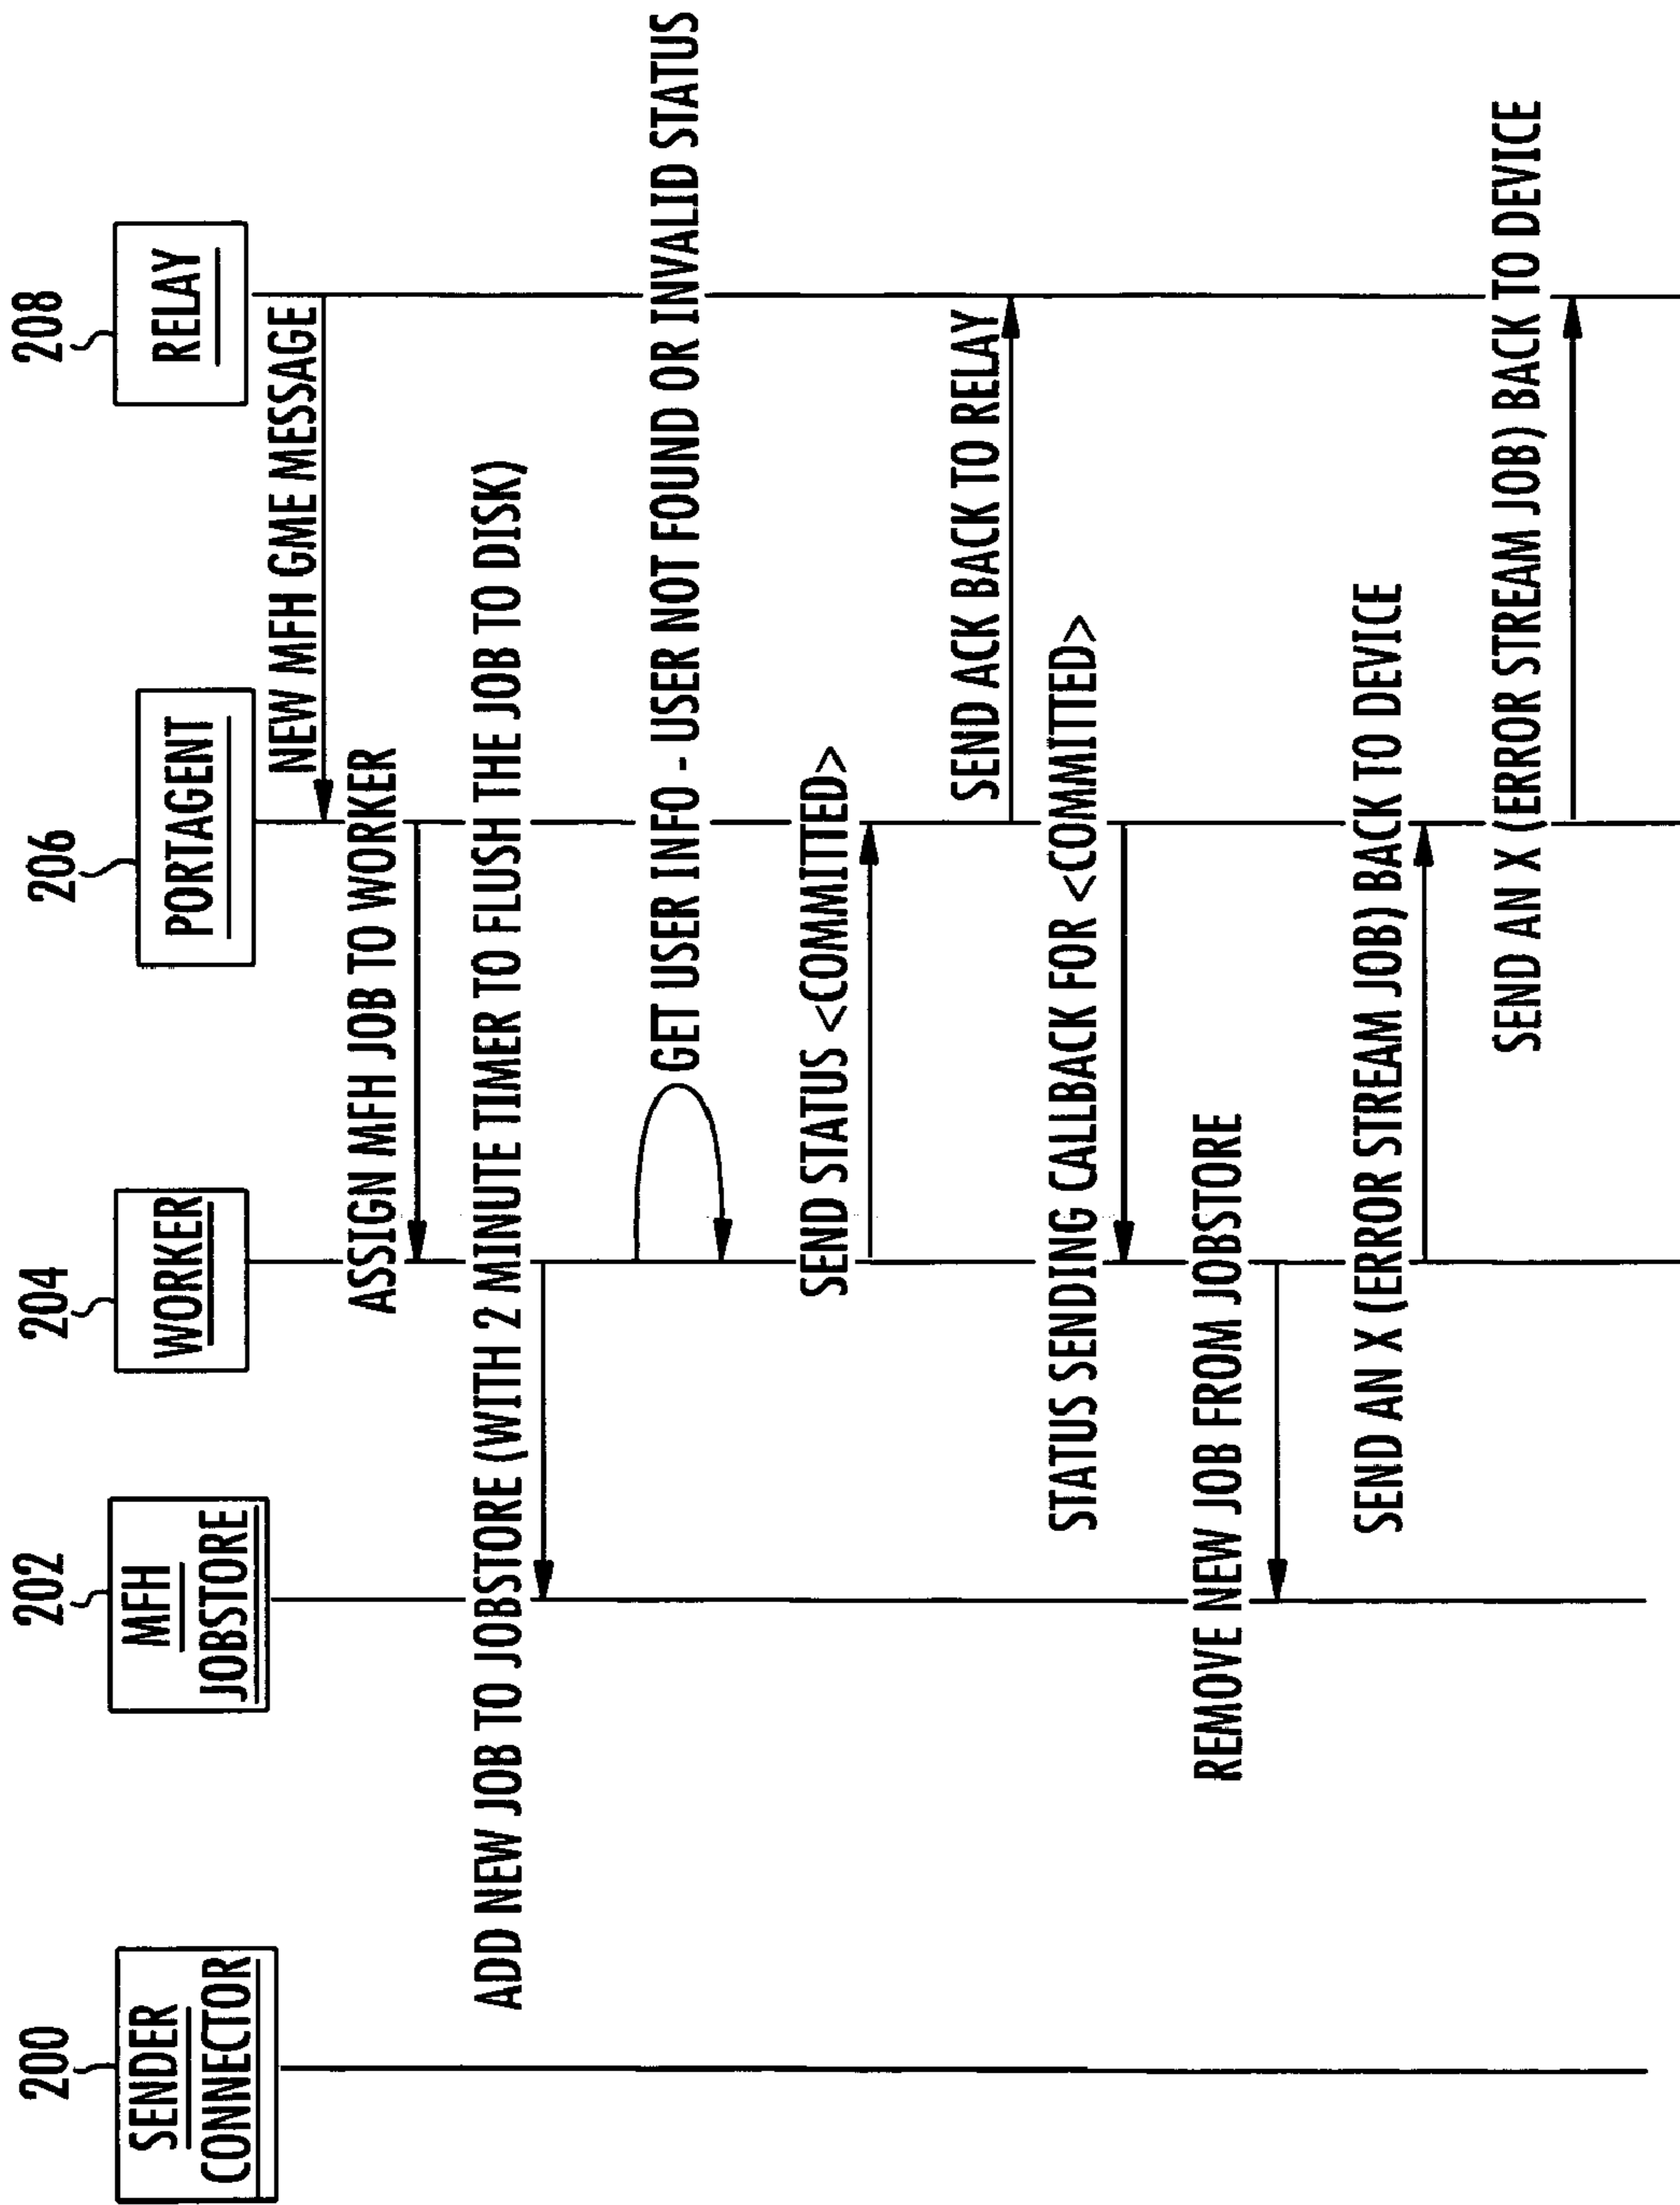 200
202
204
206
208
SENDER
CONNECTOR
MFH
JOBSTORE
WORKER
PORTAGENT
RELAY
NEW MFH GME MESSAGE
ASSIGN MFH JOB TO WORKER
ADD NEW JOB TO JOBSTORE (WITH 2 MINUTE TIMER TO FLUSH THE JOB TO DISK)
GET USER INFO - USER NOT FOUND OR INVALID STATUS
SEND STATUS <COMMITTED>
SEND ACK BACK TO RELAY
STATUS SENDING CALLBACK FOR <COMMITTED>
REMOVE NEW JOB FROM JOBSTORE
SEND AN X (ERROR STREAM JOB) BACK TO DEVICE
SEND AN X (ERROR STREAM JOB) BACK TO DEVICE